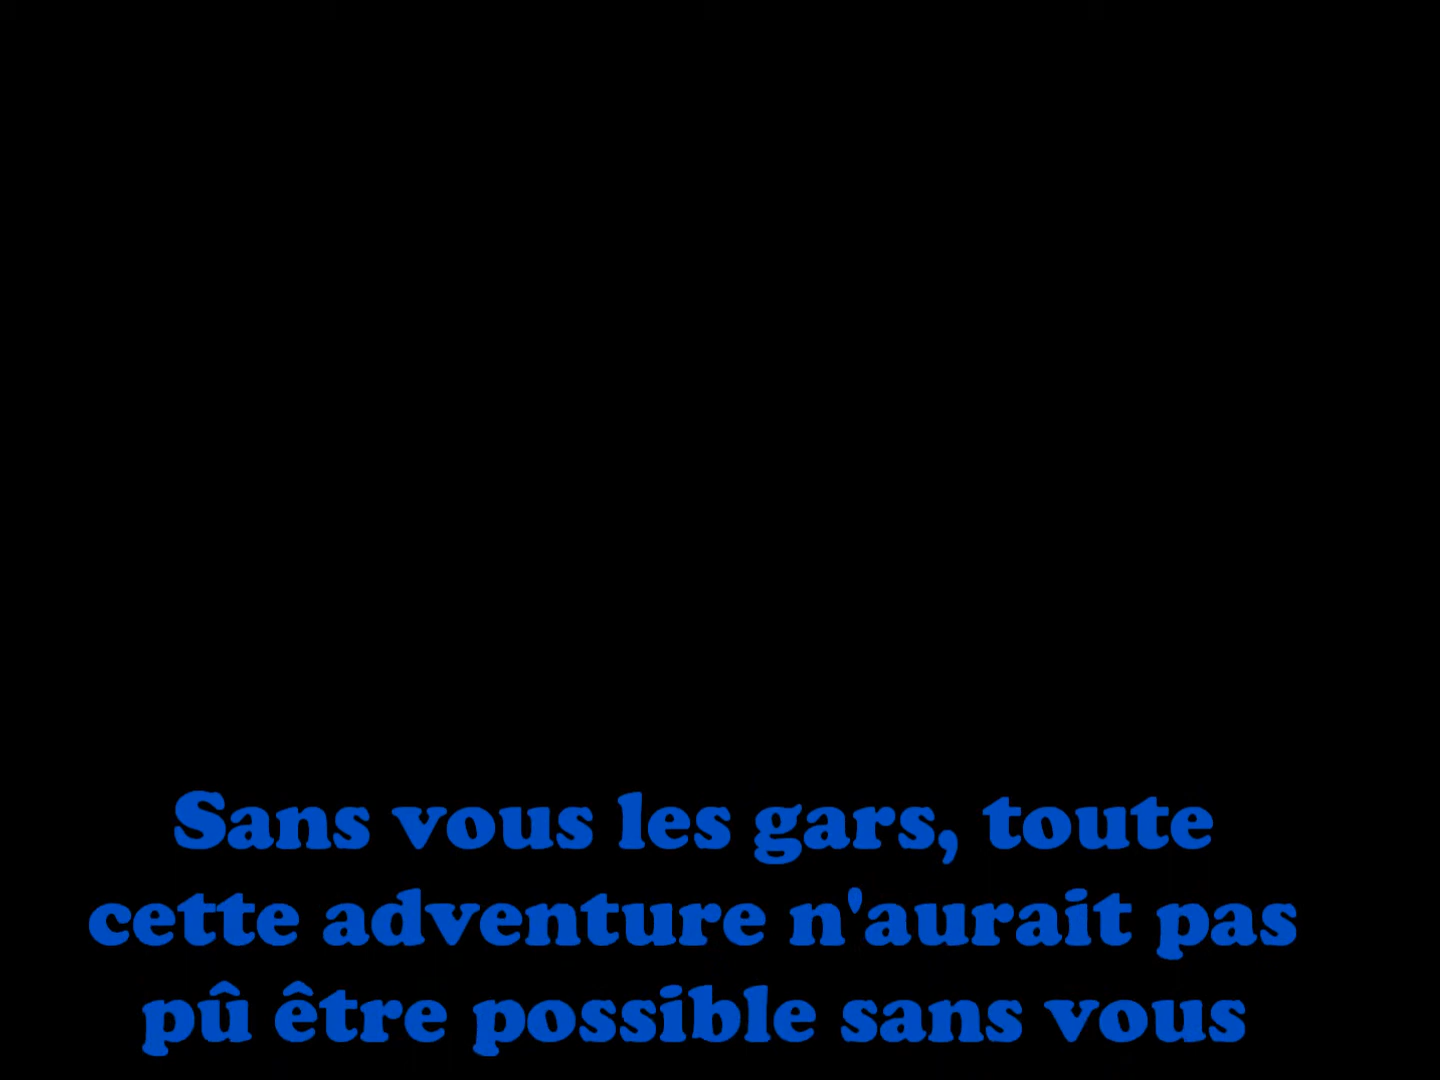 Sans vous les gars, toute
cette adventure n'aurait pas
pû être possible sans vous